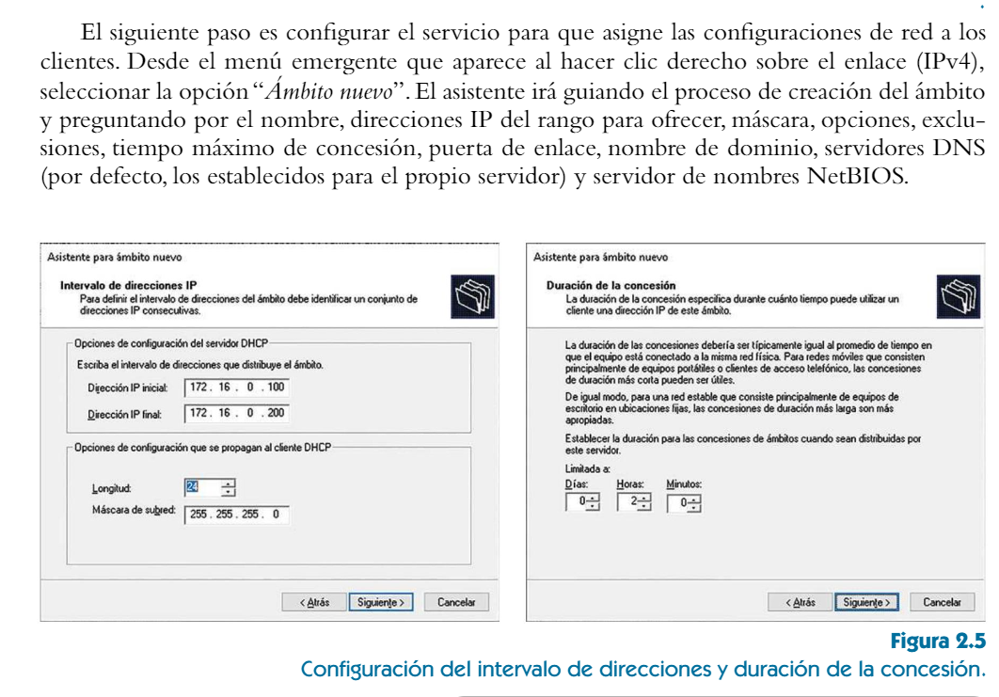 El siguiente paso es configurar el servicio para que asigne las configuraciones de red a los
clientes. Desde el menú emergente que aparece al hacer clic derecho sobre el enlace (IPv4),
seleccionar la opción “Ámbito nuevo”. El asistente irá guiando el proceso de creación del ámbito
y preguntando por el nombre, direcciones IP del rango para ofrecer, máscara, opciones, exclu-
siones, tiempo máximo de concesión, puerta de enlace, nombre de dominio, servidores DNS
(por defecto, los establecidos para el propio servidor) y servidor de nombres NetBIOS.
Asistente para ámbito nuevo
Intervalo de direcciones IP
Para definir el intervalo de direcciones del ámbito debe identificar un conjunto de
direcciones IP consecutivas.
Opciones de configuración del servidor DHCP
Escriba el intervalo de direcciones que distribuye el ámbito.
Dirección IP inicial: 172 . 16 . 0 . 100
Dirección IP final: 172 . 16 . 0 . 200
Opciones de configuración que se propagan al cliente DHCP
Longitud: 24
Máscara de subred: 255 . 255 . 255 . 0
< Atrás Siguiente > Cancelar
Asistente para ámbito nuevo
Duración de la concesión
La duración de la concesión especifica durante cuánto tiempo puede utilizar un
cliente una dirección IP de este ámbito.
La duración de las concesiones debería ser típicamente igual al promedio de tiempo en
que el equipo está conectado a la misma red física. Para redes móviles que consisten
principalmente de equipos portátiles o clientes de acceso telefónico, las concesiones
de duración más corta pueden ser útiles.
De igual modo, para una red estable que consiste principalmente de equipos de
escritorio en ubicaciones fijas, las concesiones de duración más larga son más
apropiadas.
Establecer la duración para las concesiones de ámbitos cuando sean distribuidas por
este servidor.
Limitada a:
Días: Horas: Minutos:
0 2 0
< Atrás Siguiente > Cancelar
Figura 2.5
Configuración del intervalo de direcciones y duración de la concesión.